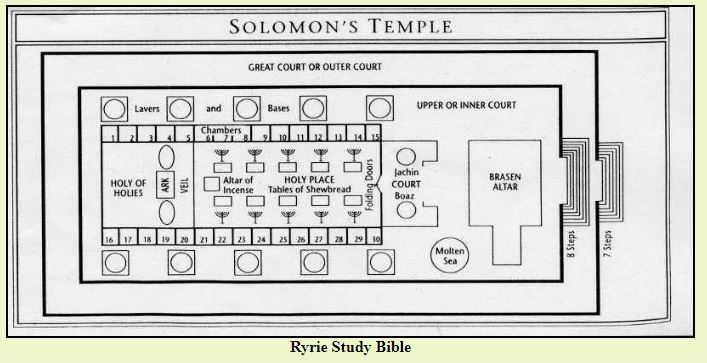 SOLOMON'S TEMPLE
GREAT COURT OR OUTER COURT
Lavers and Bases
UPPER OR INNER COURT
Chambers
1 2 3 4 5 6 7 8 9 10 11 12 13 14 15
HOLY OF
HOLIES
ARK
VEIL
Altar of
Incense
HOLY PLACE
Tables of Shewbread
Folding Doors
Jachin
COURT
Boaz
BRASEN
ALTAR
16 17 18 19 20 21 22 23 24 25 26 27 28 29 30
Molten
Sea
8 Steps
7 Steps
Ryrie Study Bible